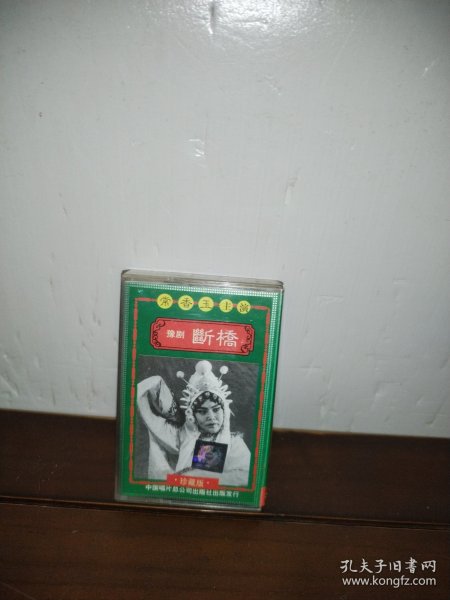 常香玉主演
豫剧 斷橋
·珍藏版·
中国唱片总公司出版社出版发行
孔夫子旧书网
www.kongfz.com